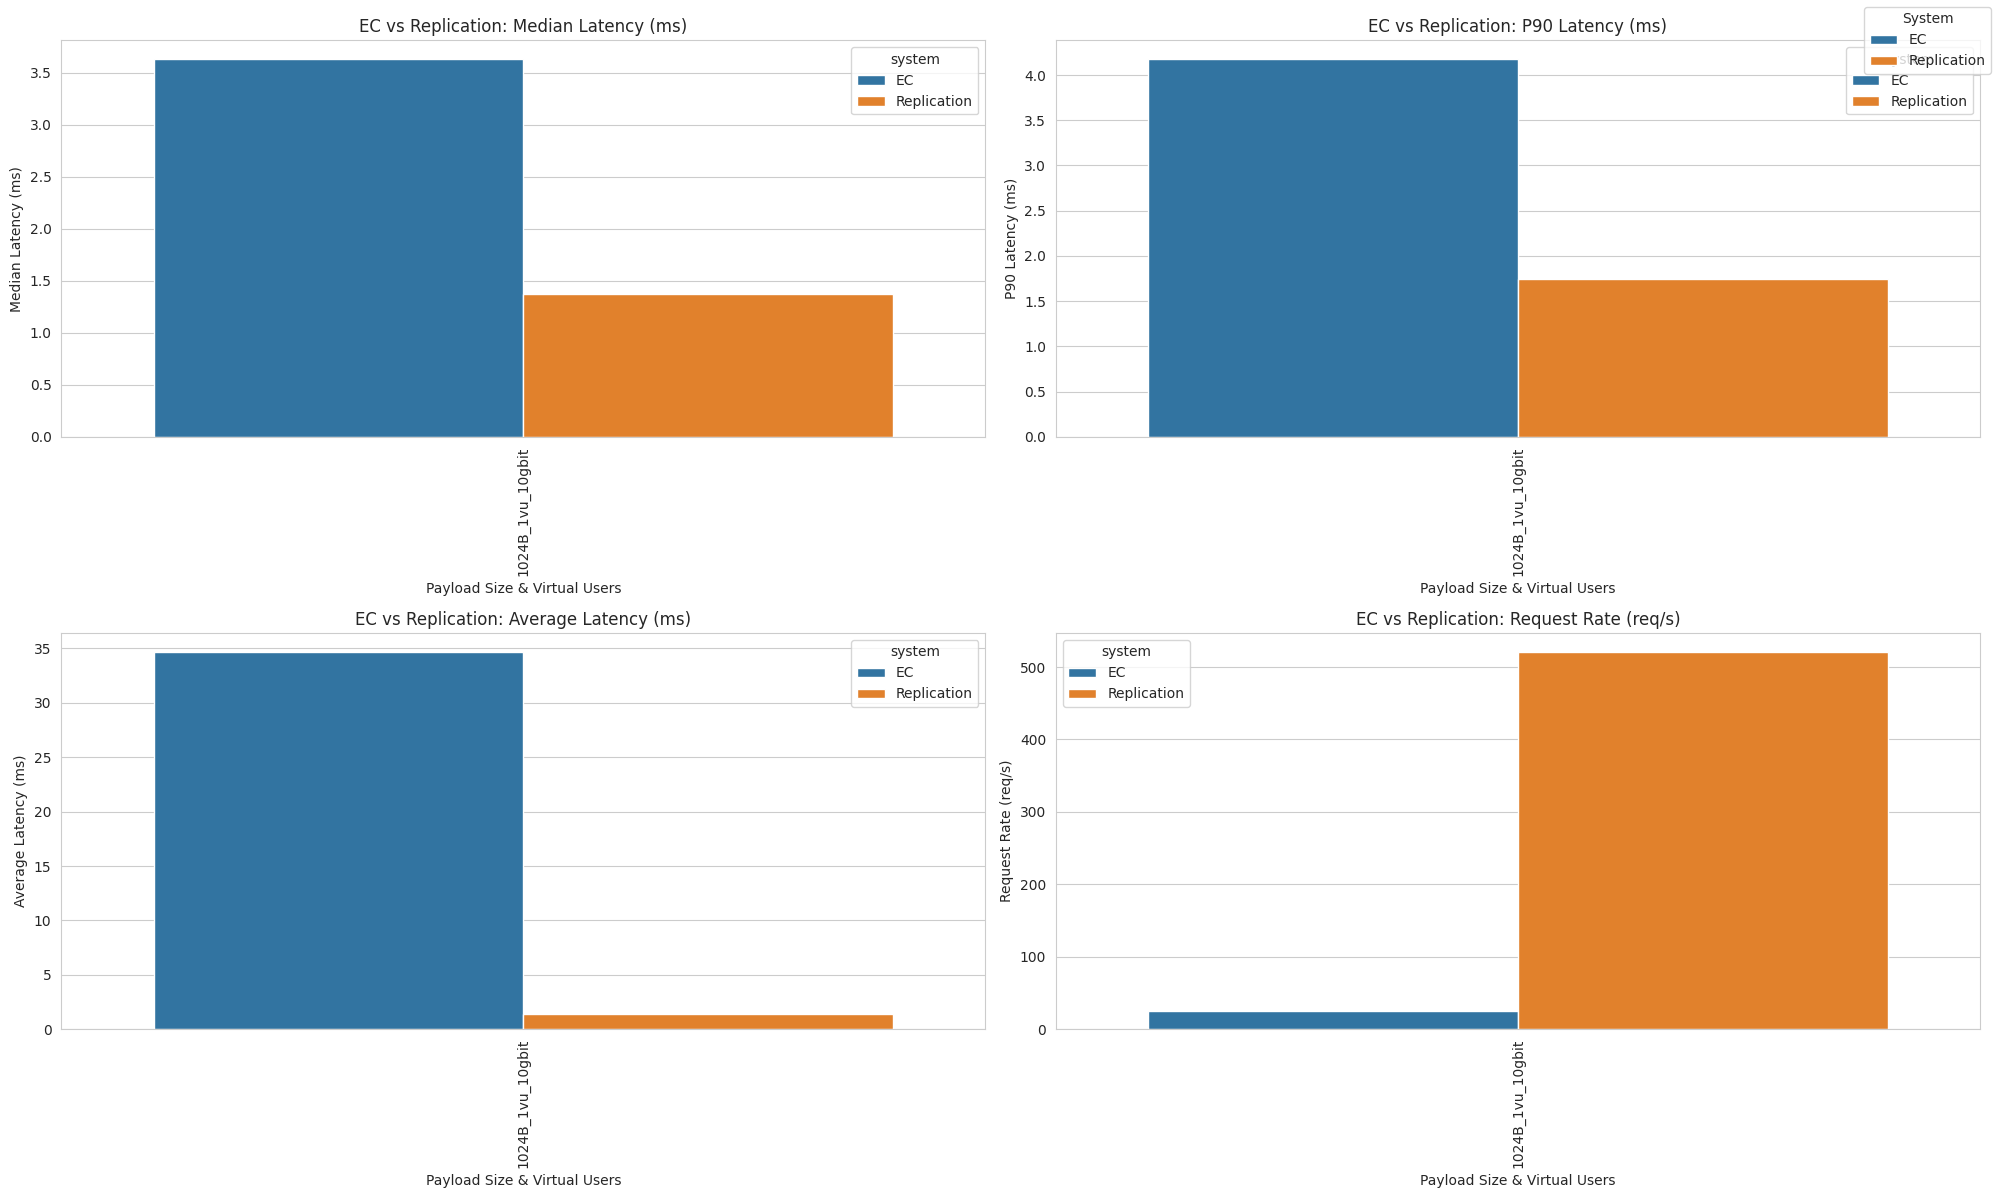 EC vs Replication: Median Latency (ms)
Median Latency (ms)
3.5
3.0
2.5
2.0
1.5
1.0
0.5
0.0
system
EC
Replication
1024B_1vu_10gbit
Payload Size & Virtual Users
EC vs Replication: P90 Latency (ms)
P90 Latency (ms)
4.0
3.5
3.0
2.5
2.0
1.5
1.0
0.5
0.0
System
EC
Replication
EC
Replication
1024B_1vu_10gbit
Payload Size & Virtual Users
EC vs Replication: Average Latency (ms)
Average Latency (ms)
35
30
25
20
15
10
5
0
system
EC
Replication
1024B_1vu_10gbit
Payload Size & Virtual Users
EC vs Replication: Request Rate (req/s)
Request Rate (req/s)
500
400
300
200
100
0
system
EC
Replication
1024B_1vu_10gbit
Payload Size & Virtual Users